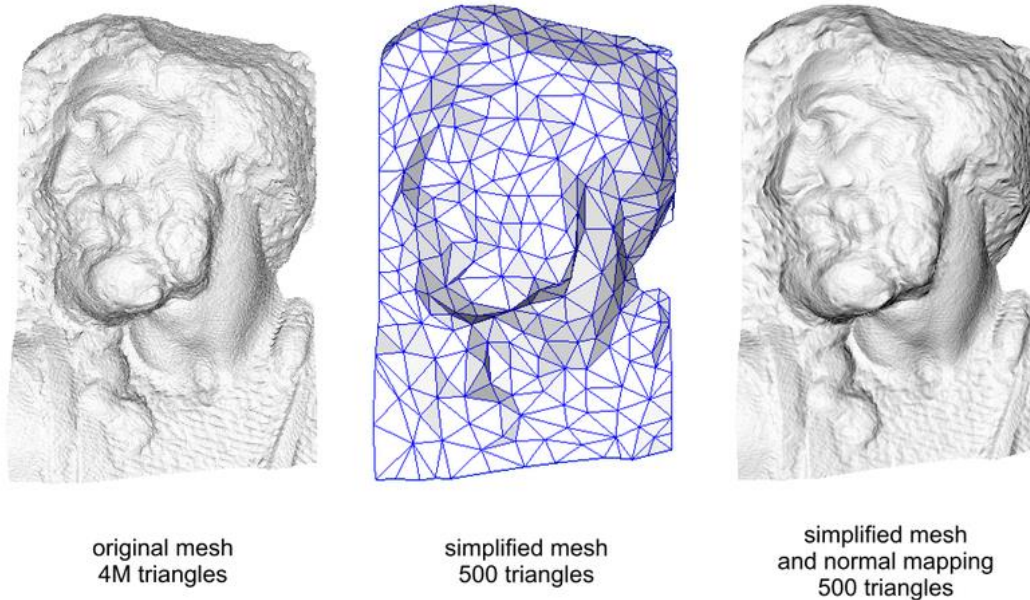 original mesh
4M triangles
simplified mesh
500 triangles
simplified mesh
and normal mapping
500 triangles